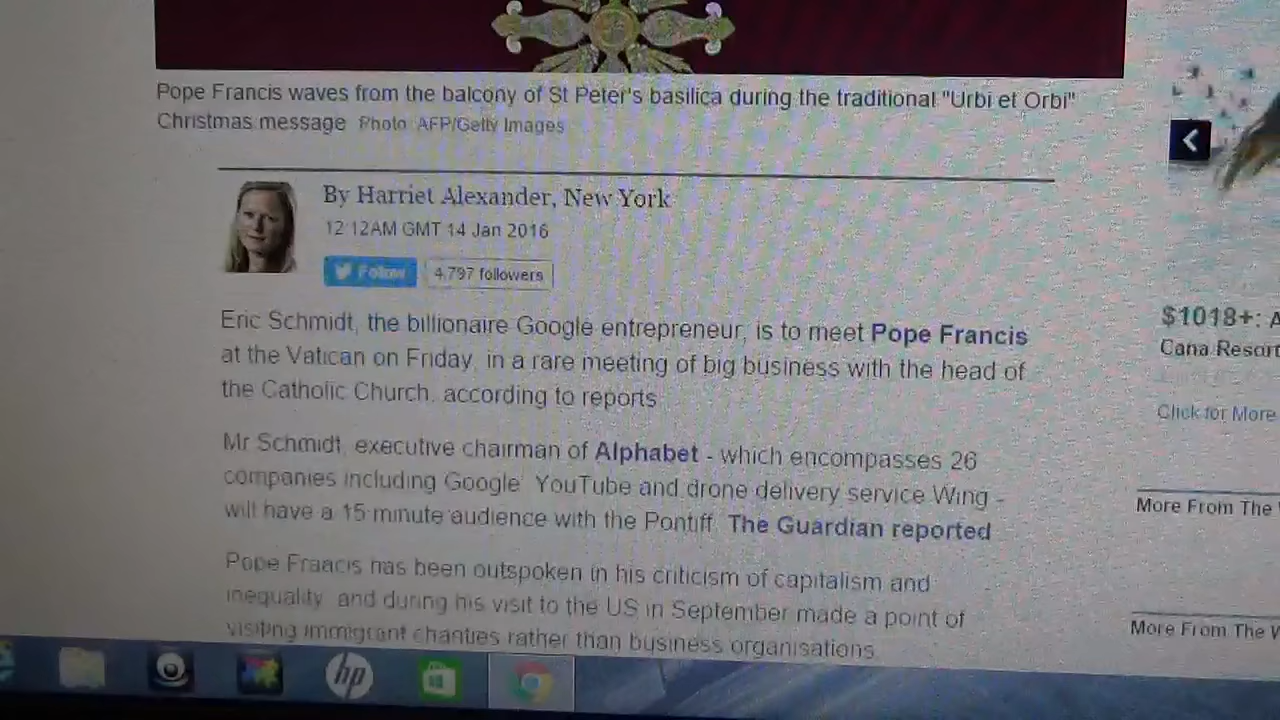 Pope Francis waves from the balcony of St Peter's basilica during the traditional "Urbi et Orbi"
Christmas message Photo: AFP/Getty Images
By Harriet Alexander, New York
12:12AM GMT 14 Jan 2016
Follow 4,797 followers
Eric Schmidt, the billionaire Google entrepreneur, is to meet Pope Francis
at the Vatican on Friday, in a rare meeting of big business with the head of
the Catholic Church, according to reports.
Mr Schmidt, executive chairman of Alphabet - which encompasses 26
companies including Google, YouTube and drone delivery service Wing -
will have a 15-minute audience with the Pontiff, The Guardian reported
Pope Francis has been outspoken in his criticism of capitalism and
inequality, and during his visit to the US in September made a point of
visiting immigrant charities rather than business organisations.
$1018+: A
Cana Resort
Click for More
More From The
More From The W
hp